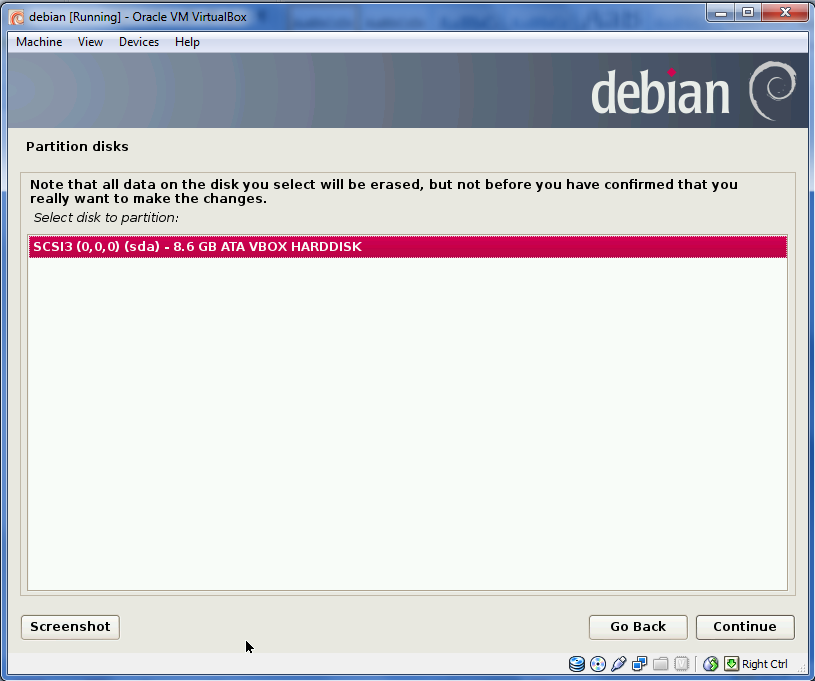 debian [Running] - Oracle VM VirtualBox
Machine View Devices Help
debian
Partition disks
Note that all data on the disk you select will be erased, but not before you have confirmed that you
really want to make the changes.
Select disk to partition:
SCSI3 (0,0,0) (sda) - 8.6 GB ATA VBOX HARDDISK
Screenshot Go Back Continue
Right Ctrl